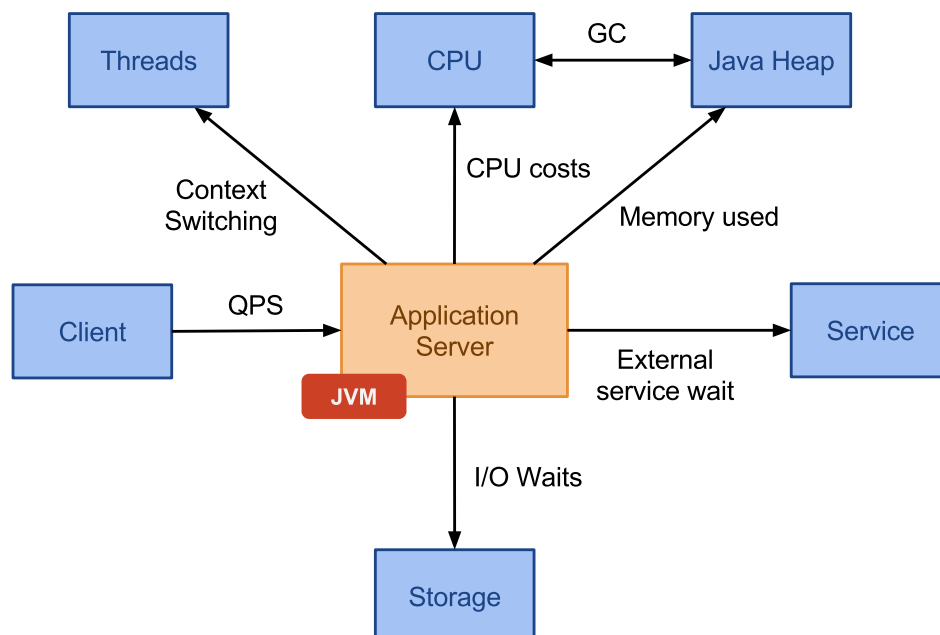 Threads
CPU
GC
Java Heap
CPU costs
Context
Switching
Memory used
Client
QPS
Application
Server
JVM
Service
External
service wait
I/O Waits
Storage